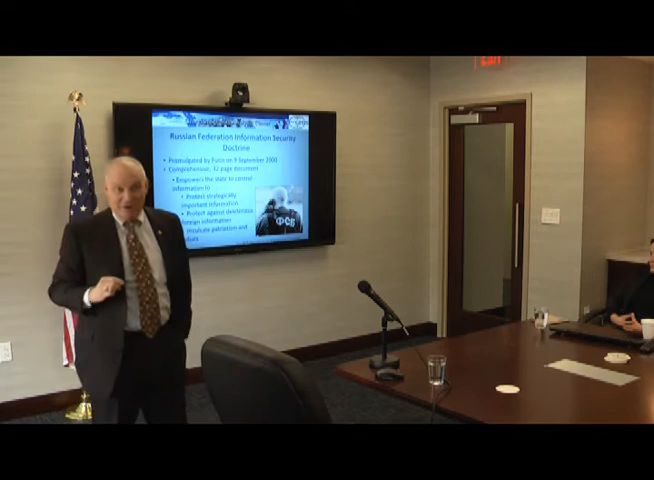 EXIT
Russian Federation Information Security
Doctrine
• Promulgated by Putin on 9 September 2000
• Comprehensive, 32 page document
• Empowers the state to control
information to
• Protect strategically
important information
• Protect against deleterious
foreign information
• Inculcate patriotism and
values
ФСБ